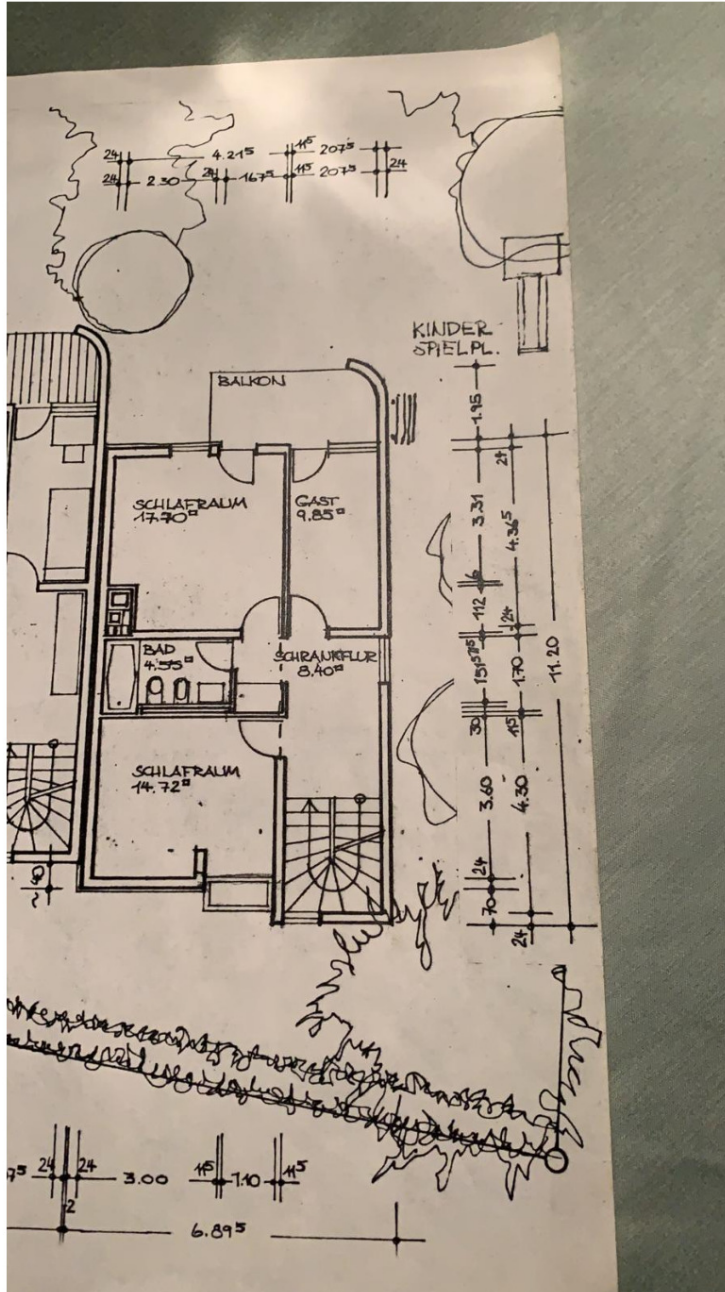 24 4.21⁵ 11⁵ 207⁵
24 2.30 24 167⁵ 11⁵ 207⁵ 24
KINDER
SPIELPL.
BALKON
1.95
SCHLAFRAUM
17.70
GAST
9.85
24
3.31
4.36⁵
6
112
24
BAD
4.55
SCHRANKFLUR
8.40
1.70
11.20
30
11⁵
SCHLAFRAUM
14.72
3.60
4.30
24
70
24
24 24 3.00 11⁵ 1.10 11⁵
2
6.89⁵